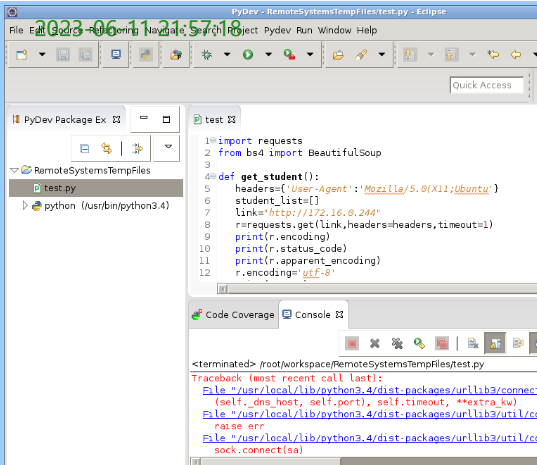 PyDev - RemoteSystemsTempFiles/test.py - Eclipse
2023-06-11 21:57:18
File Edit Source Refactoring Navigate Search Project Pydev Run Window Help
Quick Access
PyDev Package Ex
test
1 import requests
2 from bs4 import BeautifulSoup
3
4 def get_student():
5 headers={'User-Agent':'Mozilla/5.0(X11;Ubuntu'}
6 student_list=[]
7 link="http://172.16.0.244"
8 r=requests.get(link,headers=headers,timeout=1)
9 print(r.encoding)
10 print(r.status_code)
11 print(r.apparent_encoding)
12 r.encoding='utf-8'
RemoteSystemsTempFiles
test.py
python (/usr/bin/python3.4)
Code Coverage
Console
<terminated> /root/workspace/RemoteSystemsTempFiles/test.py
Traceback (most recent call last):
File "/usr/local/lib/python3.4/dist-packages/urllib3/connect
(self._dns_host, self.port), self.timeout, **extra_kw)
File "/usr/local/lib/python3.4/dist-packages/urllib3/util/co
raise err
File "/usr/local/lib/python3.4/dist-packages/urllib3/util/co
sock.connect(sa)